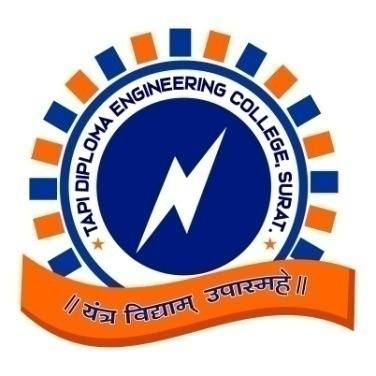 TAPI DIPLOMA ENGINEERING COLLEGE, SURAT.
॥ यंत्र विद्याम् उपास्महे ॥